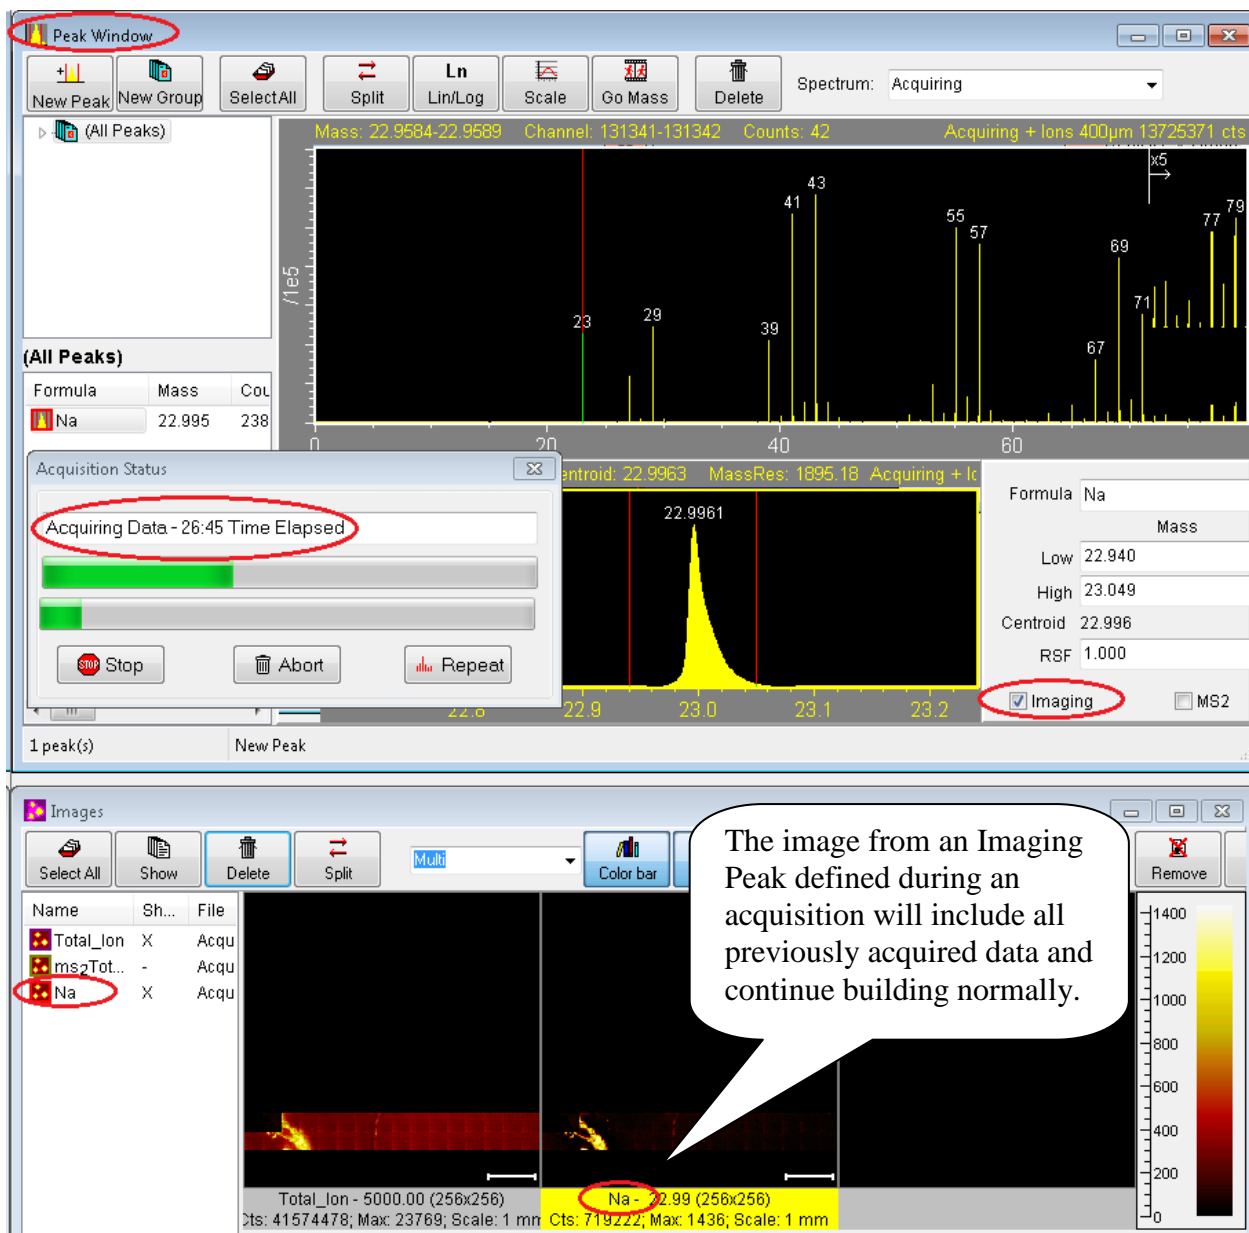 Peak Window
New Peak
New Group
Select All
Split
Ln
Lin/Log
Scale
Go Mass
Delete
Spectrum:
Acquiring
(All Peaks)
Mass: 22.9584-22.9589 Channel: 131341-131342 Counts: 42 Acquiring + Ions 400µm 13725371 cts
x5
/1e5
23
29
39
41
43
55
57
67
69
71
77
79
0
20
40
60
(All Peaks)
Formula Mass Cou
Na 22.995 238
Acquisition Status
Acquiring Data - 26:45 Time Elapsed
STOP Stop
Abort
Repeat
entroid: 22.9963 MassRes: 1895.18 Acquiring + Ic
22.9961
22.8
22.9
23.0
23.1
23.2
Formula Na
Mass
Low 22.940
High 23.049
Centroid 22.996
RSF 1.000
Imaging
MS2
1 peak(s)
New Peak
Images
Select All
Show
Delete
Split
Multi
Color bar
Remove
Name Sh... File
Total_Ion X Acqu
ms2Tot... - Acqu
Na X Acqu
The image from an Imaging
Peak defined during an
acquisition will include all
previously acquired data and
continue building normally.
1400
1200
1000
800
600
400
200
0
Total_Ion - 5000.00 (256x256)
Cts: 41574478; Max: 23769; Scale: 1 mm
Na - 22.99 (256x256)
Cts: 719222; Max: 1436; Scale: 1 mm